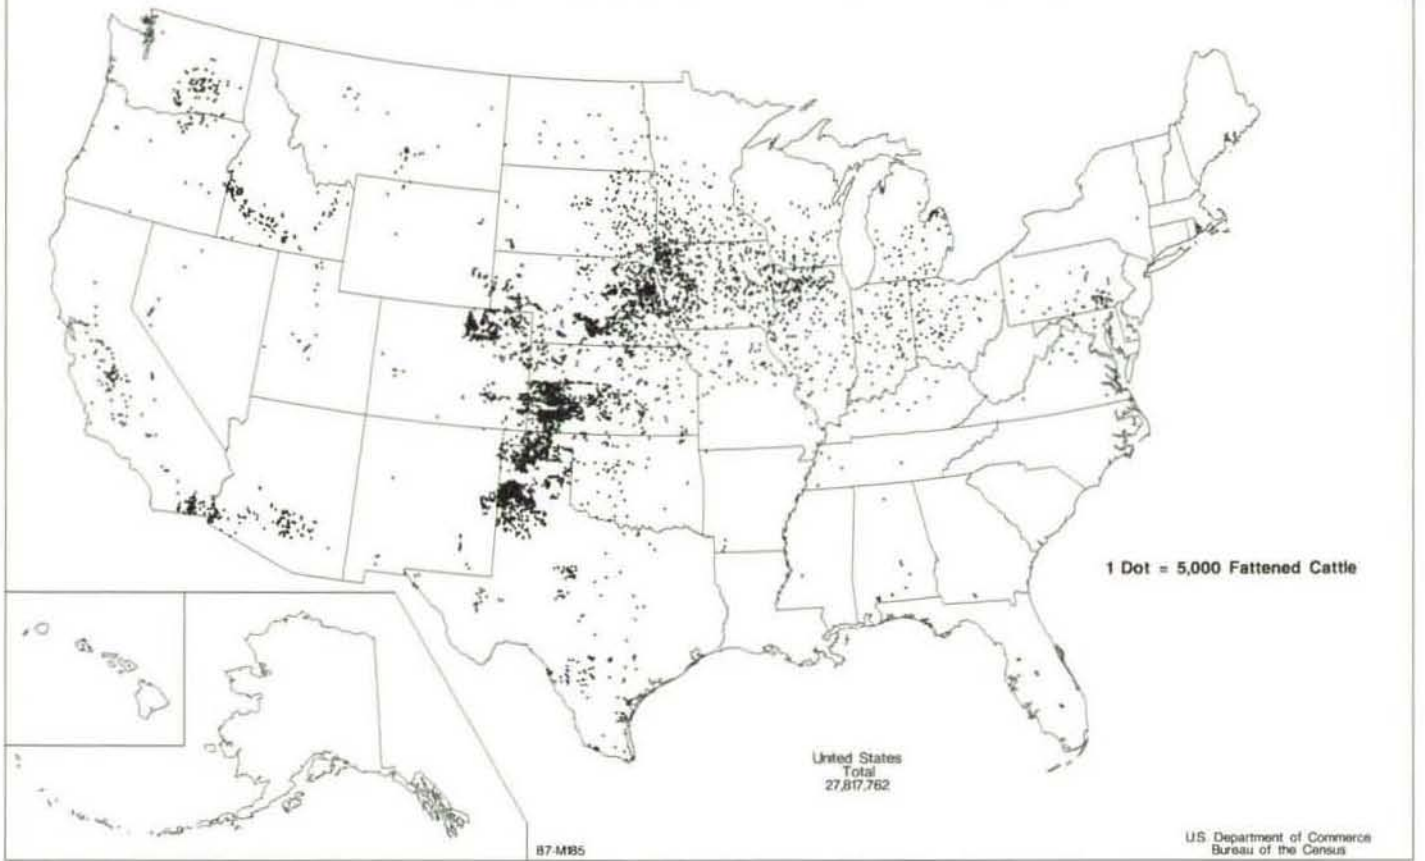 1 Dot = 5,000 Fattened Cattle
United States
Total
27,817,762
87-M185
U.S. Department of Commerce
Bureau of the Census